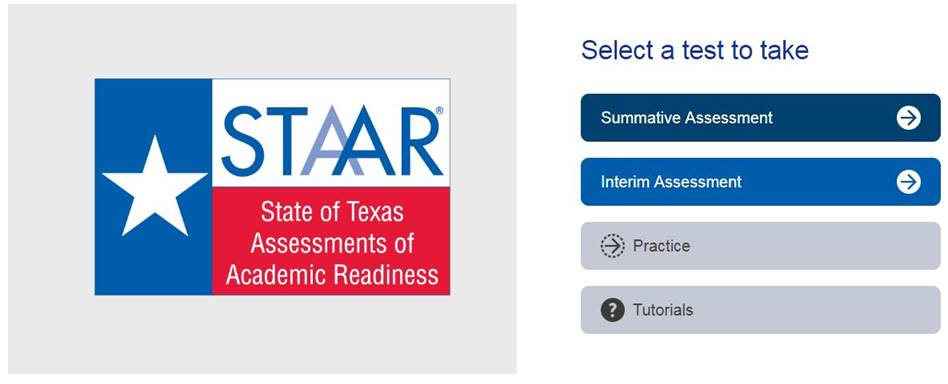 STAAR®
State of Texas
Assessments of
Academic Readiness
Select a test to take
Summative Assessment
Interim Assessment
Practice
? Tutorials